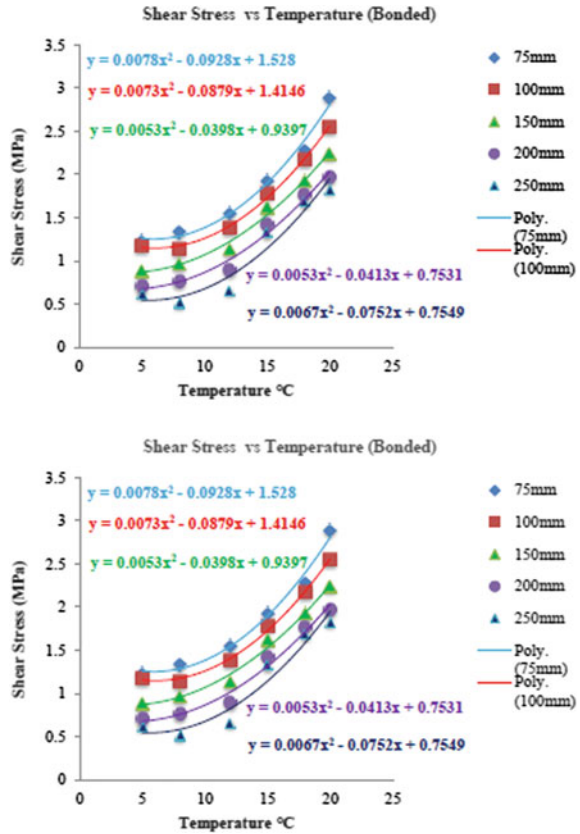 Shear Stress vs Temperature (Bonded)
3.5
3
2.5
2
1.5
1
0.5
0
Shear Stress (MPa)
y = 0.0078x² - 0.0928x + 1.528
y = 0.0073x² - 0.0879x + 1.4146
y = 0.0053x² - 0.0398x + 0.9397
y = 0.0053x² - 0.0413x + 0.7531
y = 0.0067x² - 0.0752x + 0.7549
0 5 10 15 20 25
Temperature °C
75mm
100mm
150mm
200mm
250mm
Poly.
(75mm)
Poly.
(100mm)
Shear Stress vs Temperature (Bonded)
3.5
3
2.5
2
1.5
1
0.5
0
Shear Stress (MPa)
y = 0.0078x² - 0.0928x + 1.528
y = 0.0073x² - 0.0879x + 1.4146
y = 0.0053x² - 0.0398x + 0.9397
y = 0.0053x² - 0.0413x + 0.7531
y = 0.0067x² - 0.0752x + 0.7549
0 5 10 15 20 25
Temperature °C
75mm
100mm
150mm
200mm
250mm
Poly.
(75mm)
Poly.
(100mm)